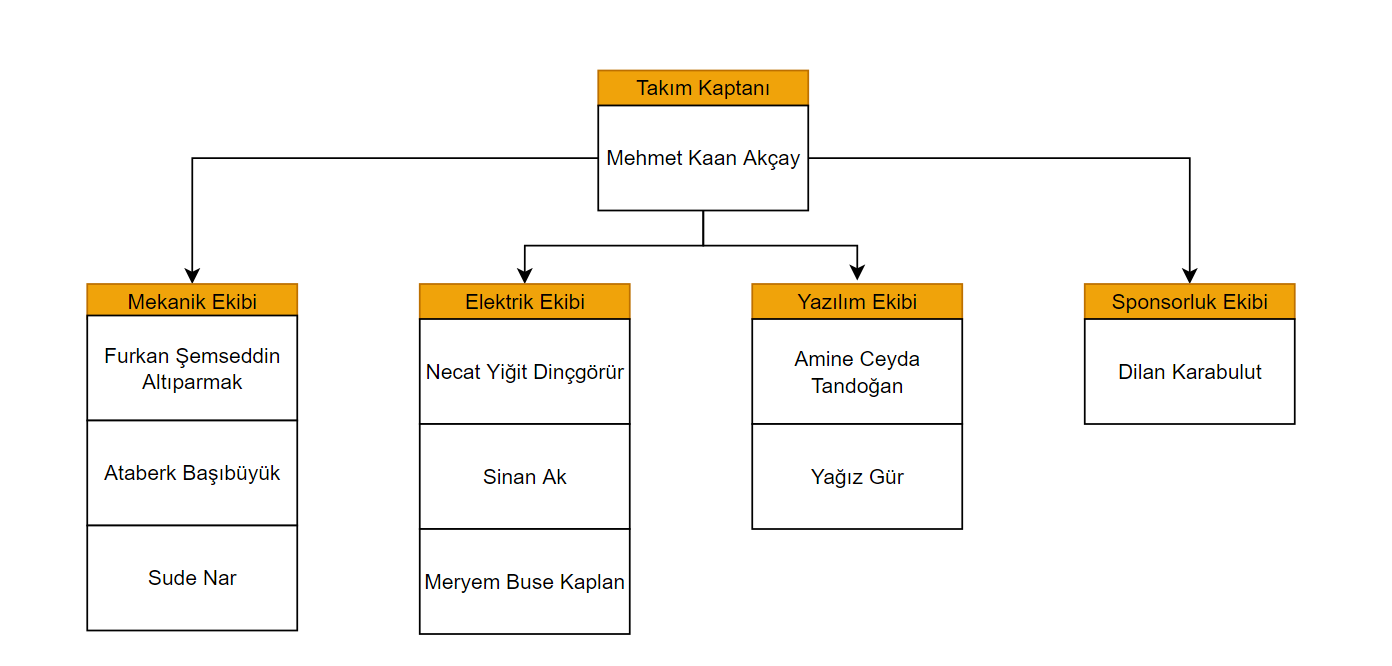 Takım Kaptanı
Mehmet Kaan Akçay
Mekanik Ekibi
Furkan Şemseddin
Altıparmak
Ataberk Başıbüyük
Sude Nar
Elektrik Ekibi
Necat Yiğit Dinçgörür
Sinan Ak
Meryem Buse Kaplan
Yazılım Ekibi
Amine Ceyda
Tandoğan
Yağız Gür
Sponsorluk Ekibi
Dilan Karabulut